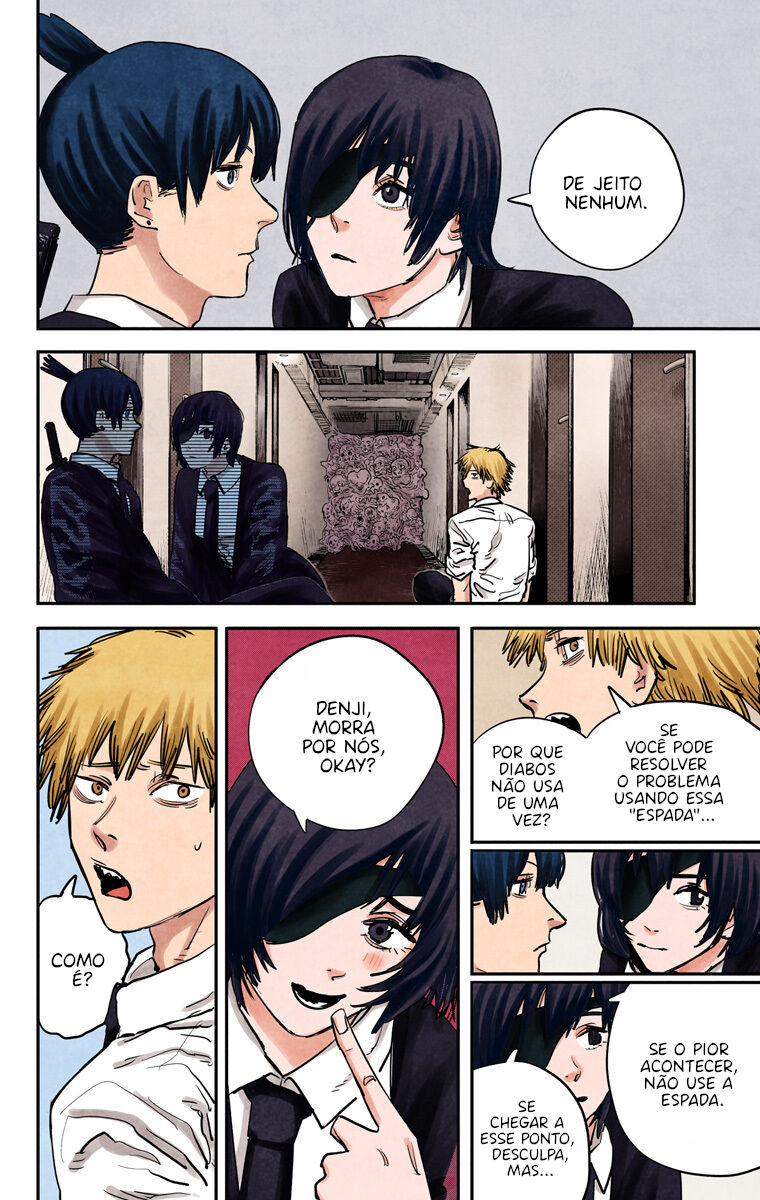 DE JEITO
NENHUM.
SE
VOCÊ PODE
RESOLVER
O PROBLEMA
USANDO ESSA
"ESPADA"...
POR QUE
DIABOS
NÃO USA
DE UMA
VEZ?
SE O PIOR
ACONTECER,
NÃO USE A
ESPADA.
SE
CHEGAR A
ESSE PONTO,
DESCULPA,
MAS...
DENJI,
MORRA
POR NÓS,
OKAY?
COMO
É?